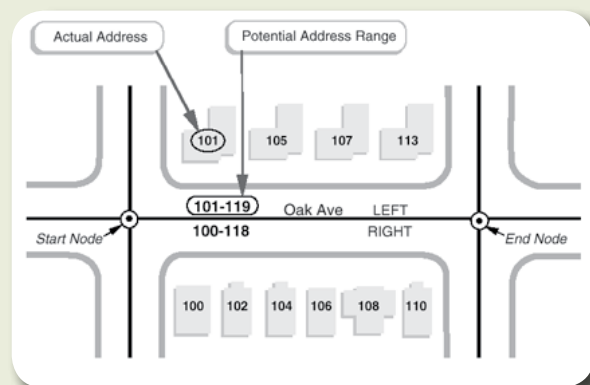 Actual Address
Potential Address Range
101
105
107
113
101-119
Oak Ave
LEFT
Start Node
100-118
RIGHT
End Node
100
102
104
106
108
110